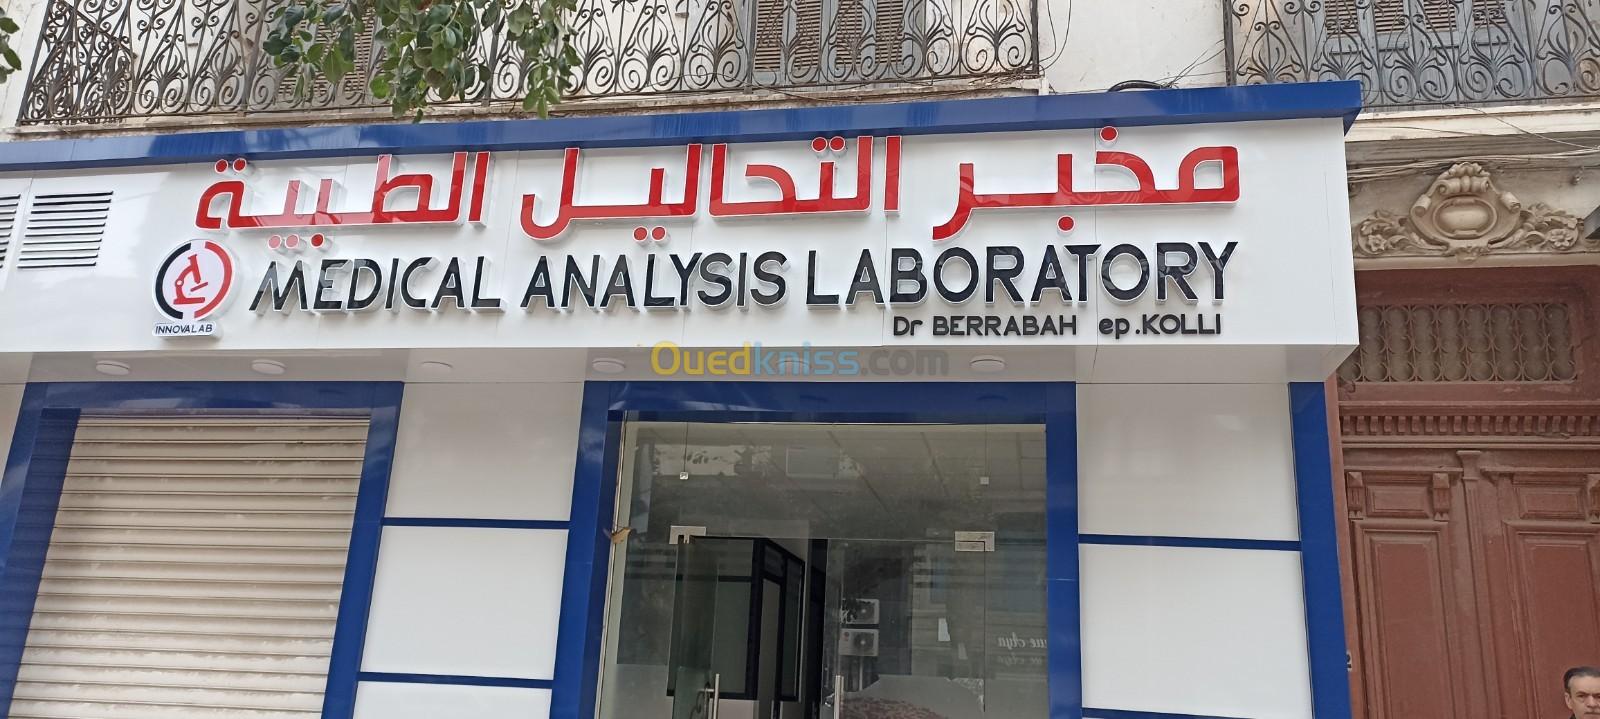 مخبر التحاليل الطبية
MEDICAL ANALYSIS LABORATORY
INNOVALAB
Dr BERRABAH ep.KOLLI
Ouedkniss.com